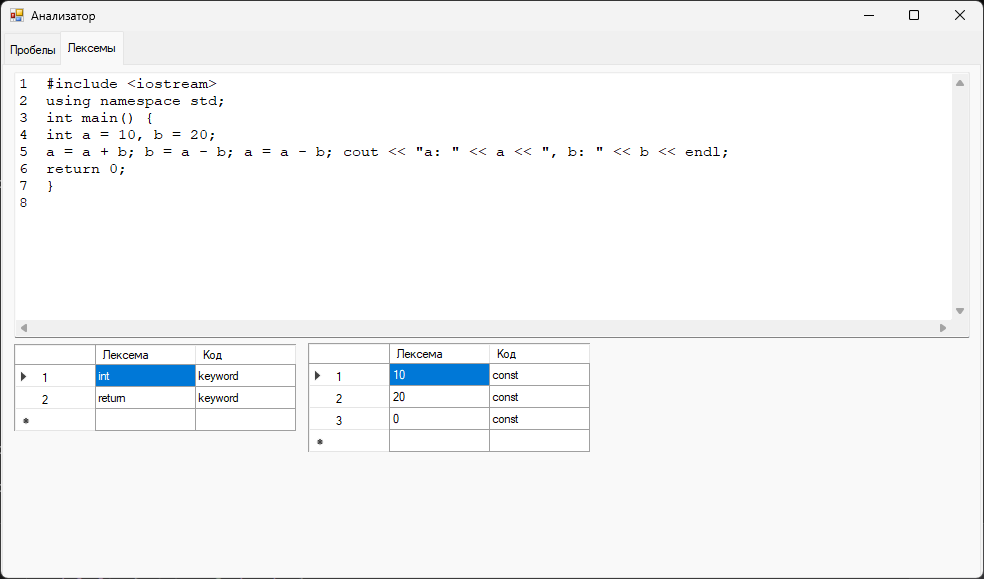 Анализатор
Пробелы Лексемы
1 #include <iostream>
2 using namespace std;
3 int main() {
4 int a = 10, b = 20;
5 a = a + b; b = a - b; a = a - b; cout << "a: " << a << ", b: " << b << endl;
6 return 0;
7 }
8
Лексема Код
1 int keyword
2 return keyword
Лексема Код
1 10 const
2 20 const
3 0 const